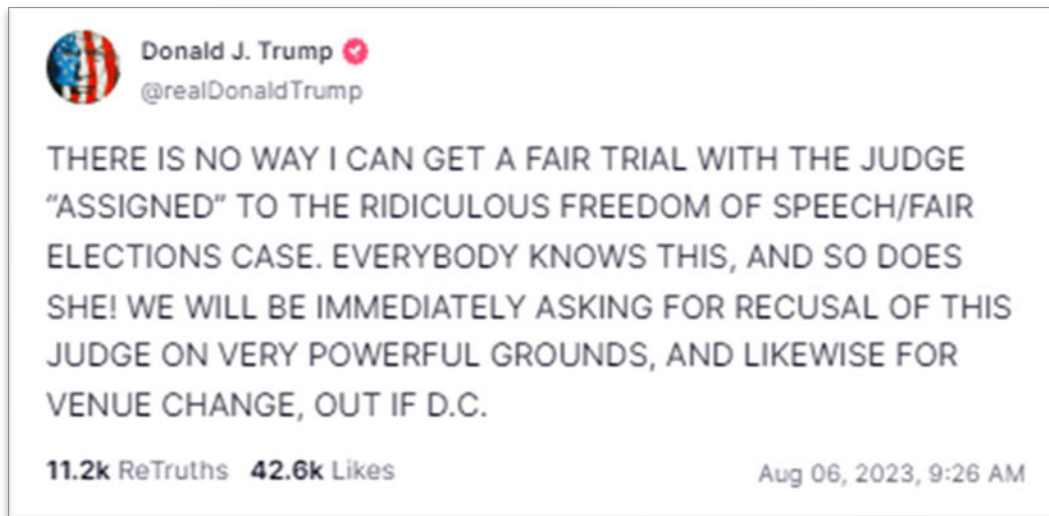 Donald J. Trump
@realDonaldTrump
THERE IS NO WAY I CAN GET A FAIR TRIAL WITH THE JUDGE
“ASSIGNED” TO THE RIDICULOUS FREEDOM OF SPEECH/FAIR
ELECTIONS CASE. EVERYBODY KNOWS THIS, AND SO DOES
SHE! WE WILL BE IMMEDIATELY ASKING FOR RECUSAL OF THIS
JUDGE ON VERY POWERFUL GROUNDS, AND LIKEWISE FOR
VENUE CHANGE, OUT IF D.C.
11.2k ReTruths 42.6k Likes Aug 06, 2023, 9:26 AM